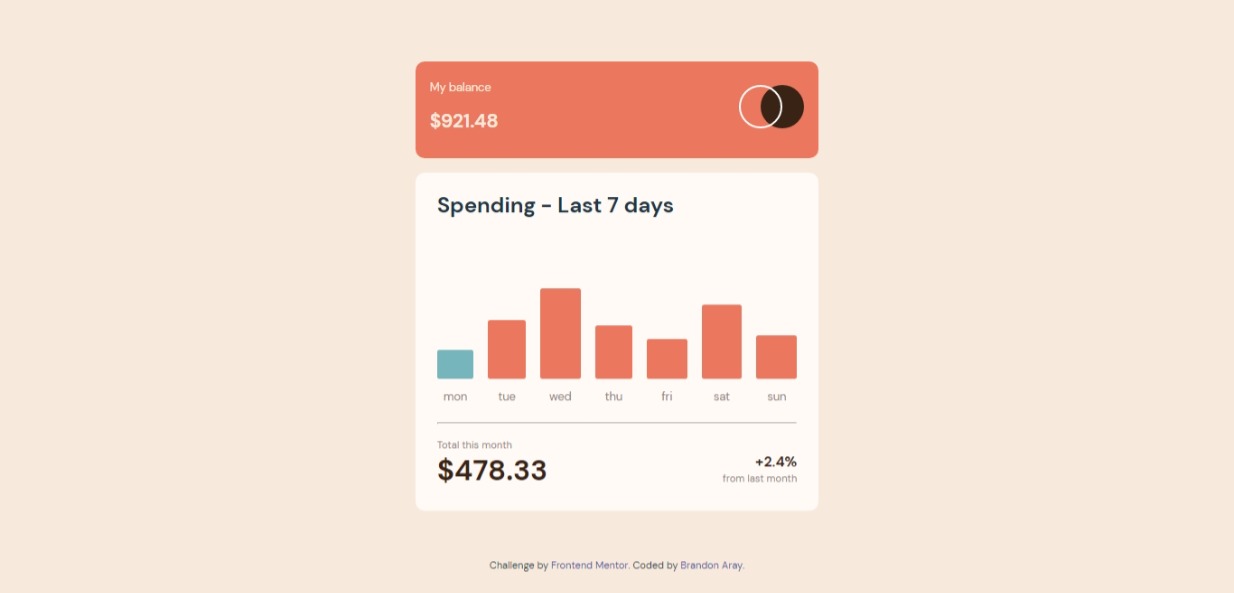 My balance
$921.48
Spending - Last 7 days
mon tue wed thu fri sat sun
Total this month
$478.33
+2.4%
from last month
Challenge by Frontend Mentor. Coded by Brandon Aray.